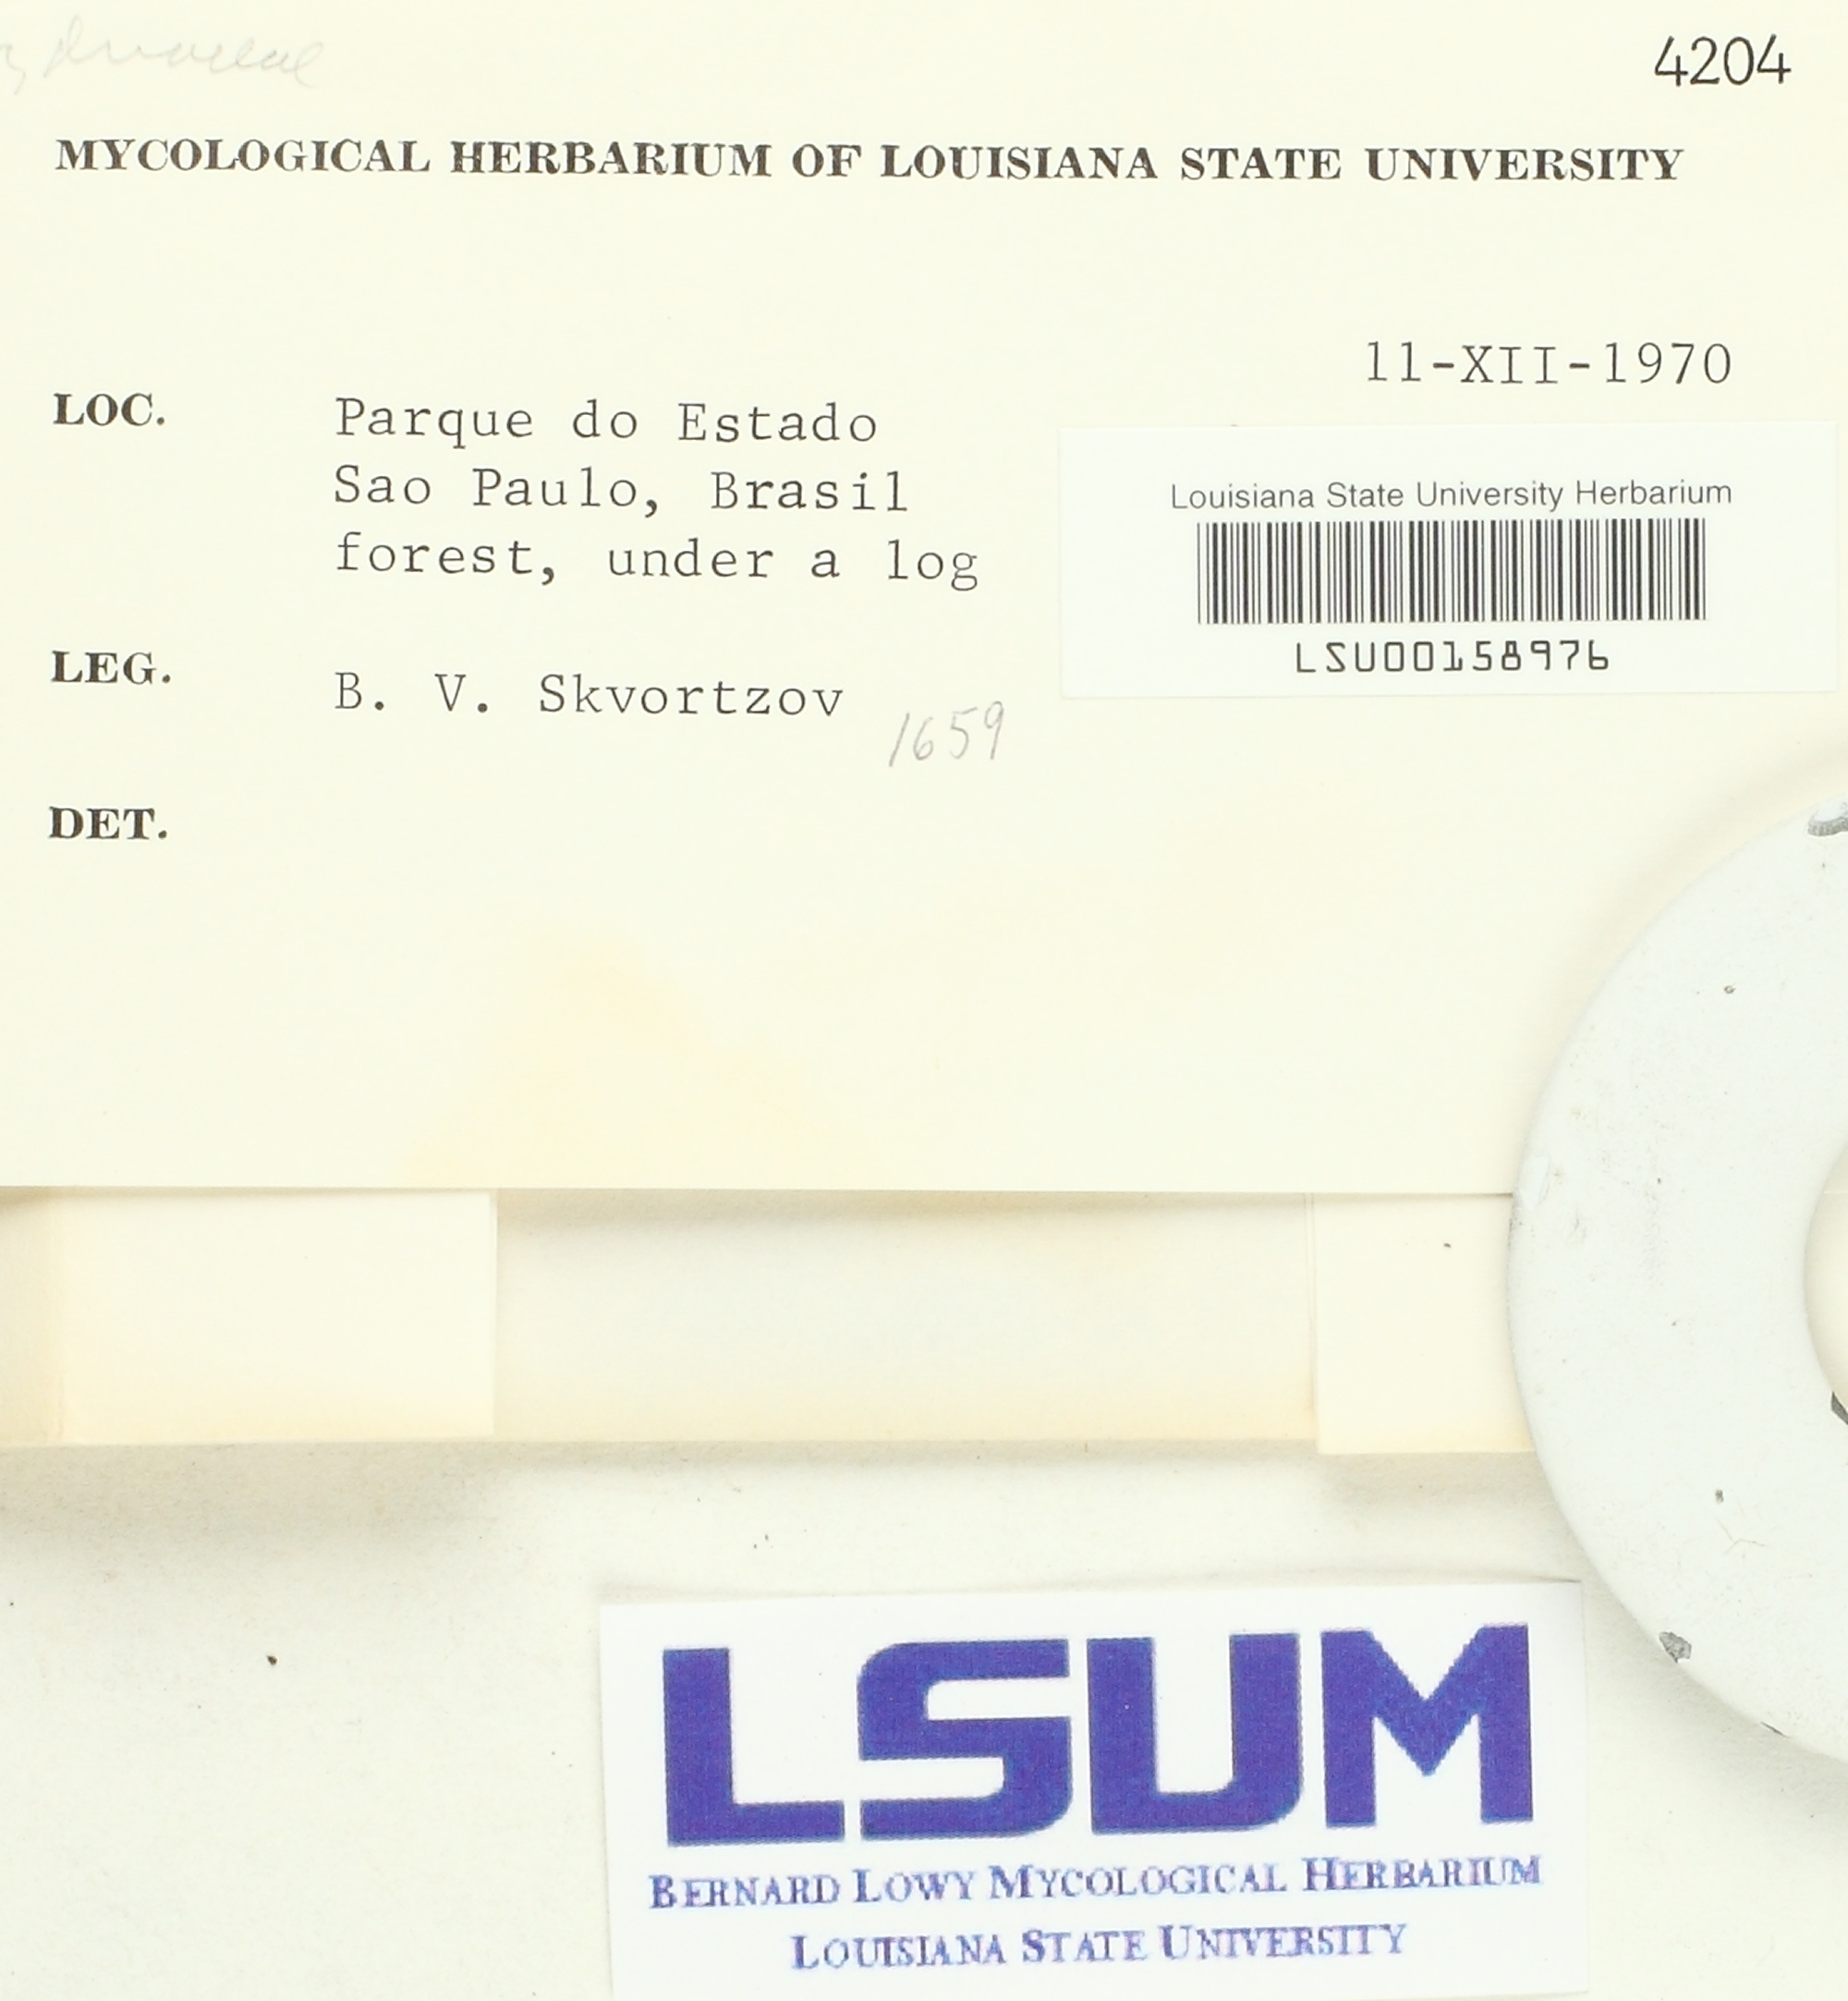 4204
MYCOLOGICAL HERBARIUM OF LOUISIANA STATE UNIVERSITY
11-XII-1970
LOC. Parque do Estado
Sao Paulo, Brasil
forest, under a log
Louisiana State University Herbarium
LSU00158976
LEG. B. V. Skvortzov 1659
DET.
LSUM
BERNARD LOWY MYCOLOGICAL HERBARIUM
LOUISIANA STATE UNIVERSITY